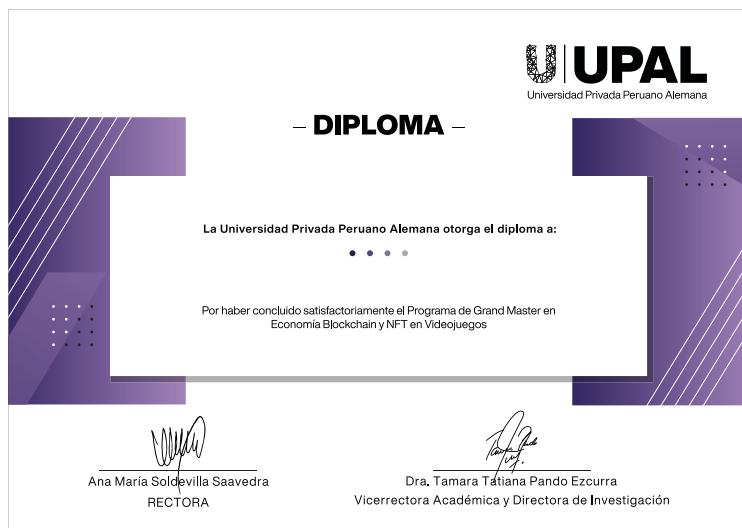 UPAL
Universidad Privada Peruano Alemana
– DIPLOMA –
La Universidad Privada Peruano Alemana otorga el diploma a:
Por haber concluido satisfactoriamente el Programa de Grand Master en
Economía Blockchain y NFT en Videojuegos
Ana María Soldevilla Saavedra
RECTORA
Dra. Tamara Tatiana Pando Ezcurra
Vicerrectora Académica y Directora de Investigación